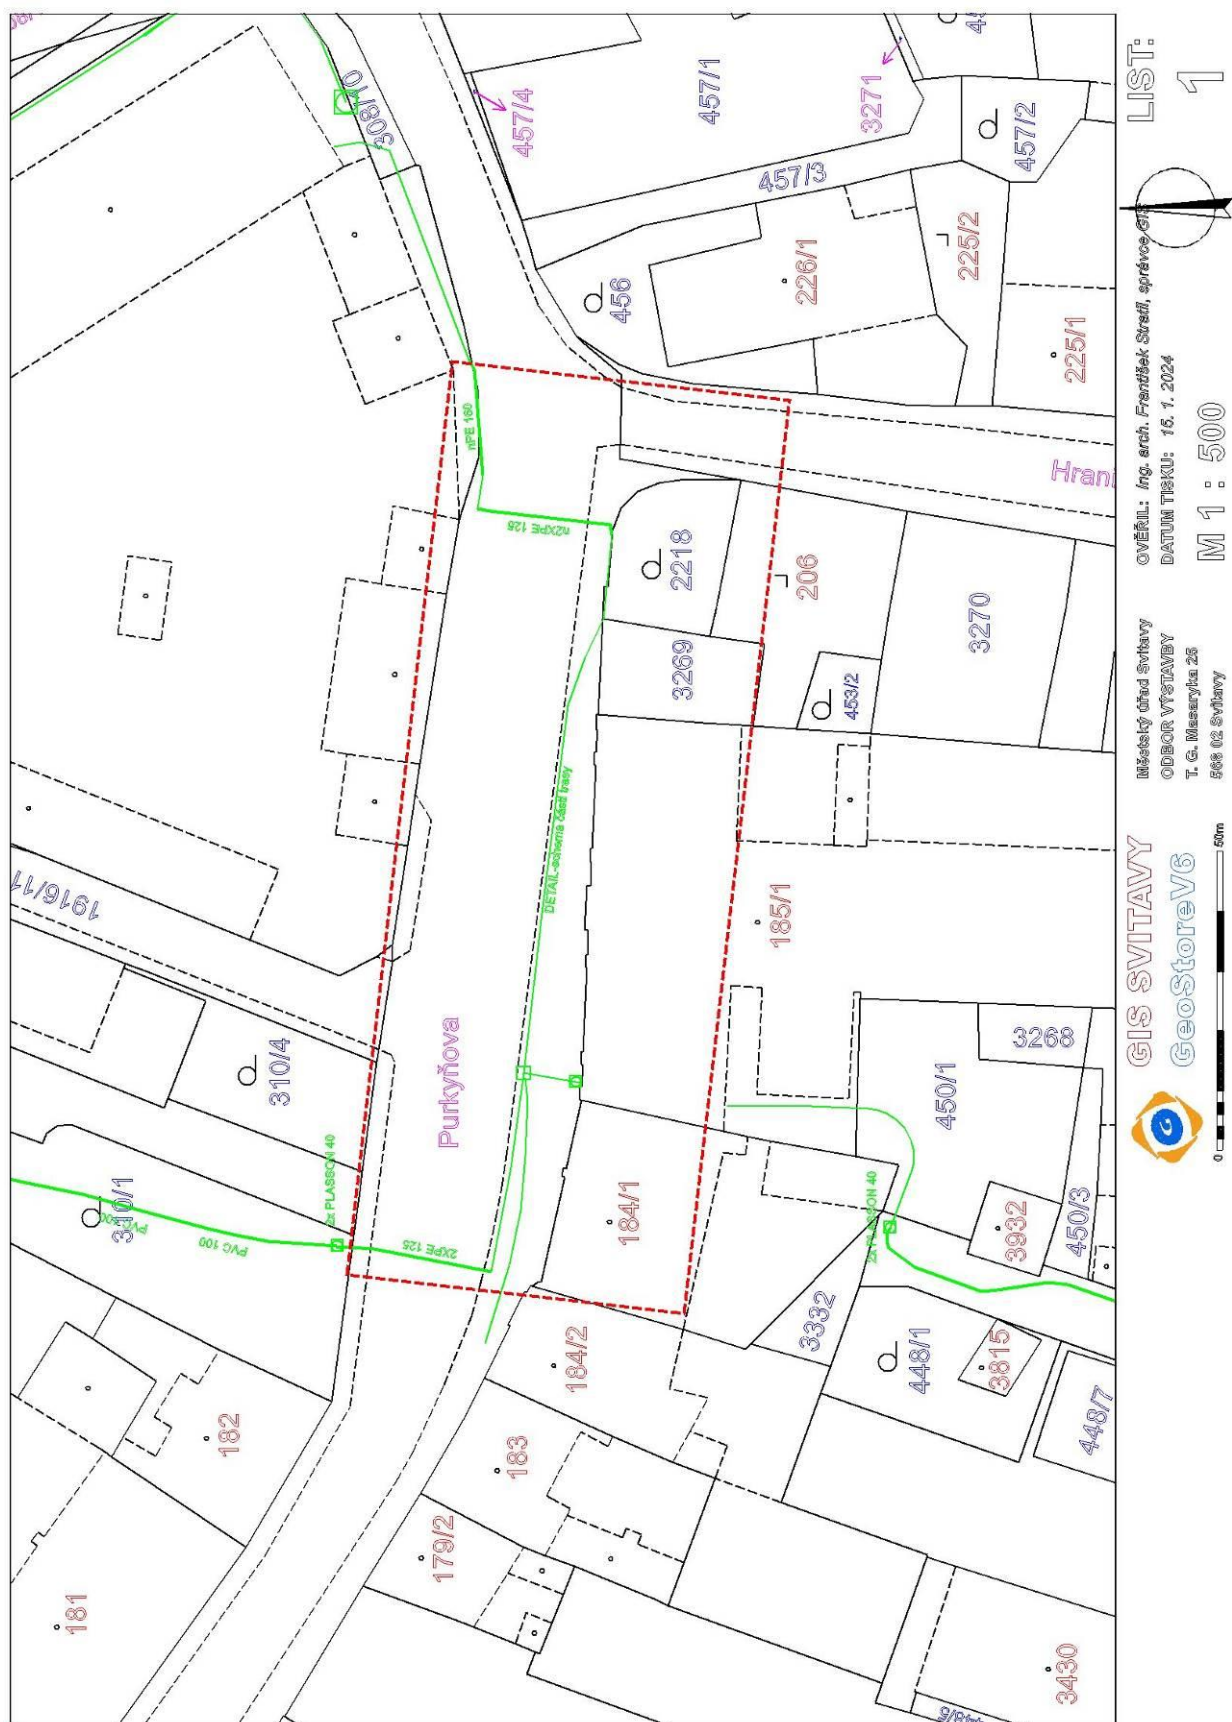 308/10
457/4
457/1
3271
457/2
457/3
456
226/1
225/2
225/1
nPE 160
n2XPE 125
Hrani
2218
206
3269
3270
453/2
1916/11
DETAIL-schema části trasy
185/1
310/4
Purkyňova
3268
450/1
310/1
PVC 100
2x PLASSON 40
2XPE 125
184/1
2x PLASSON 40
3932
450/3
3332
184/2
448/1
3815
448/7
182
183
179/2
181
3430
448/5
GIS SVITAVY
GeoStoreV6
0
50m
Městský úřad Svitavy
ODBOR VÝSTAVBY
T. G. Masaryka 25
568 02 Svitavy
OVĚŘIL: Ing. arch. František Stratil, správce GIS
DATUM TISKU: 15. 1. 2024
M 1 : 500
LIST:
1